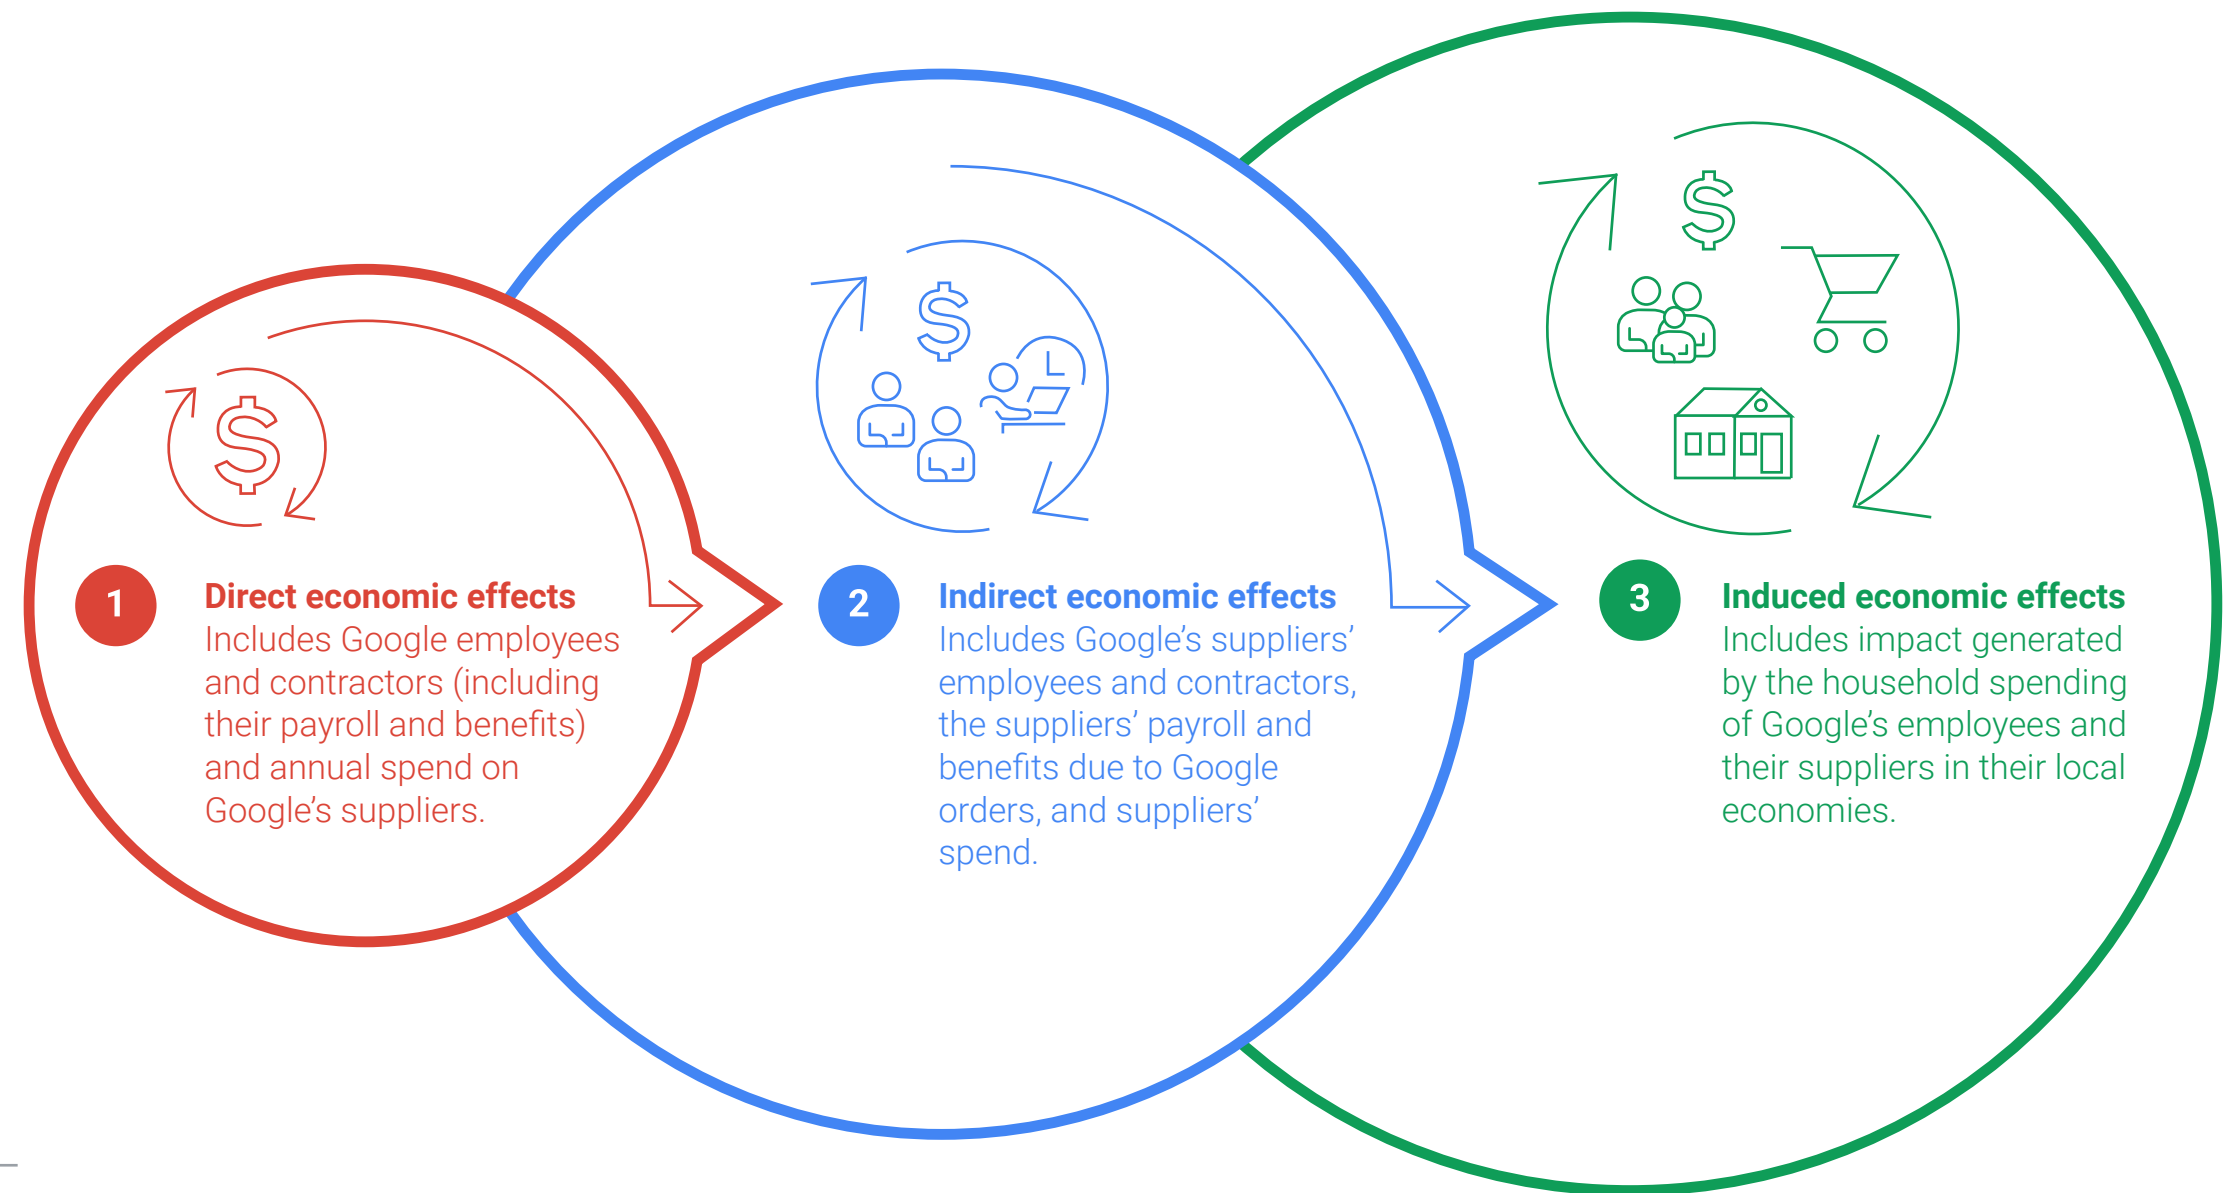 1
Direct economic effects
Includes Google employees
and contractors (including
their payroll and benefits)
and annual spend on
Google’s suppliers.
2
Indirect economic effects
Includes Google’s suppliers’
employees and contractors,
the suppliers’ payroll and
benefits due to Google
orders, and suppliers’
spend.
3
Induced economic effects
Includes impact generated
by the household spending
of Google’s employees and
their suppliers in their local
economies.